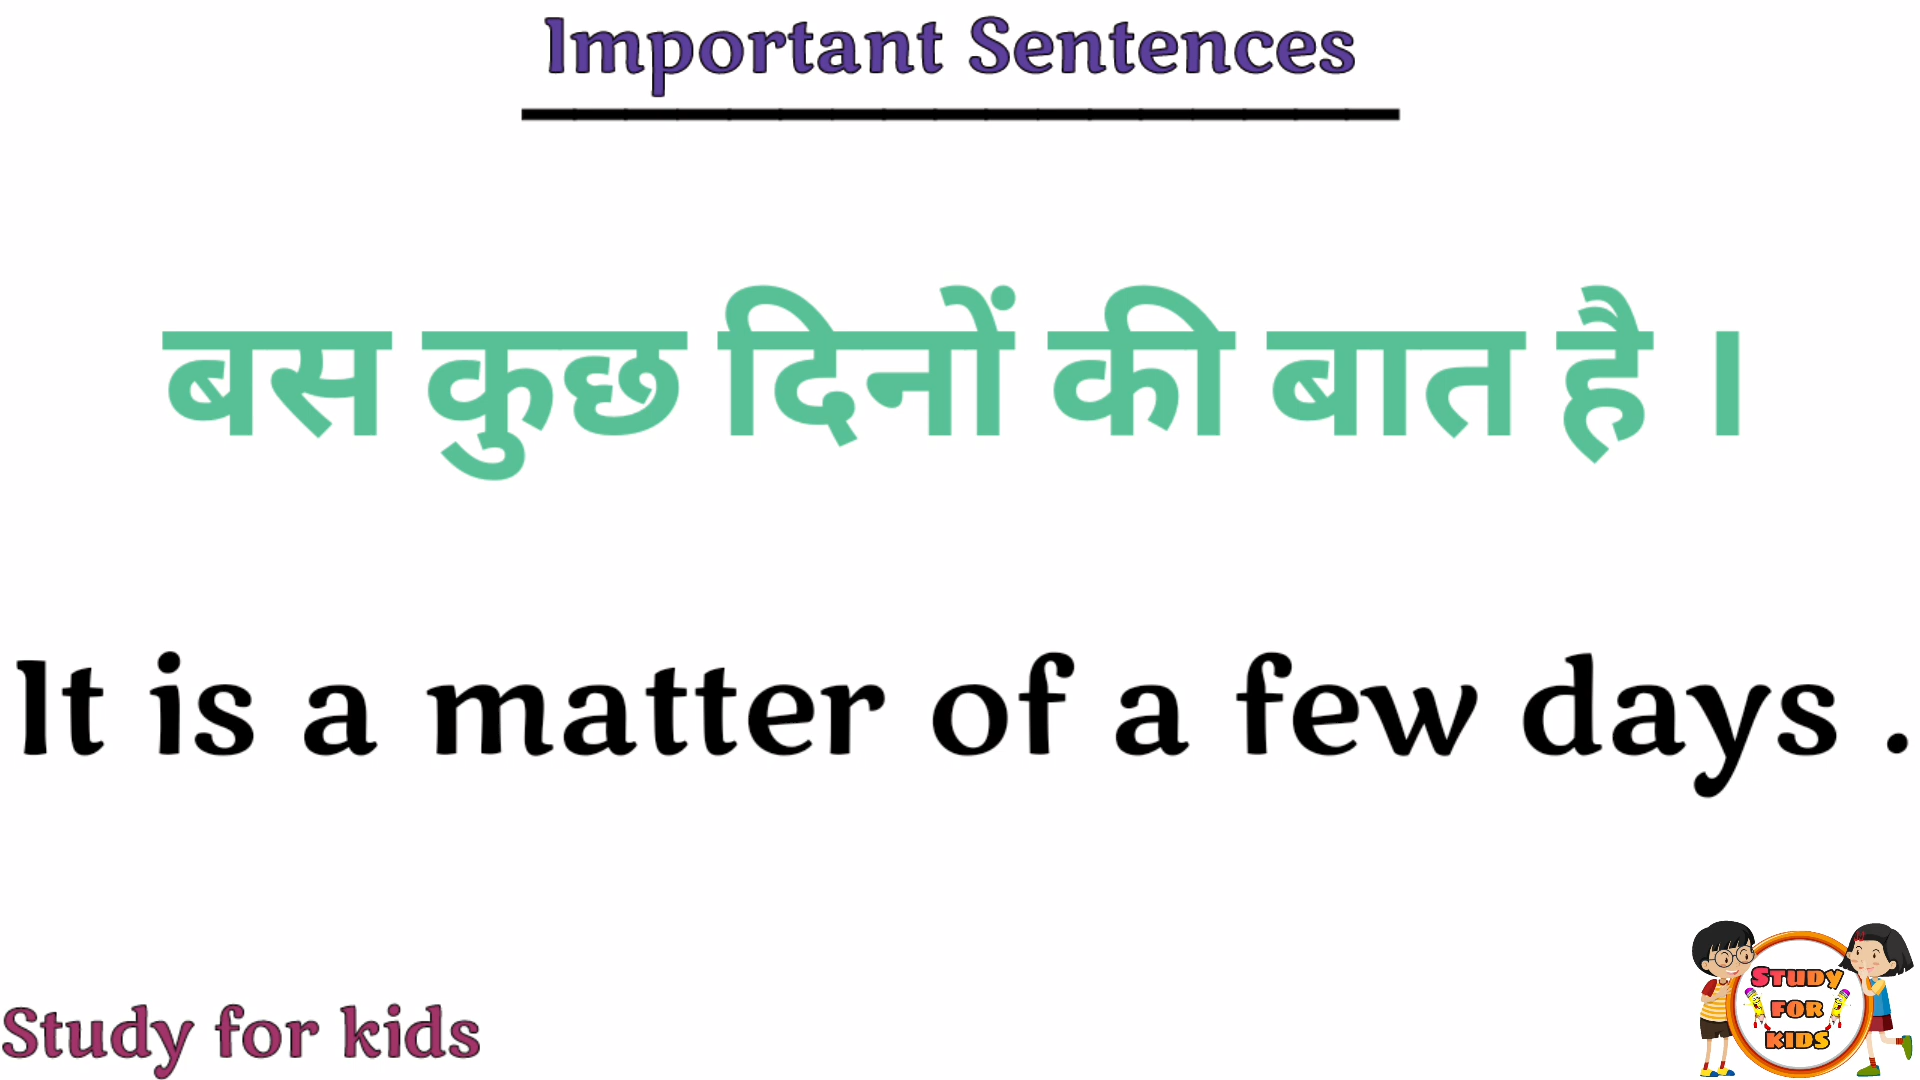 Important Sentences
बस कुछ दिनों की बात है ।
It is a matter of a few days .
Study for kids
STUDY
FOR
KIDS